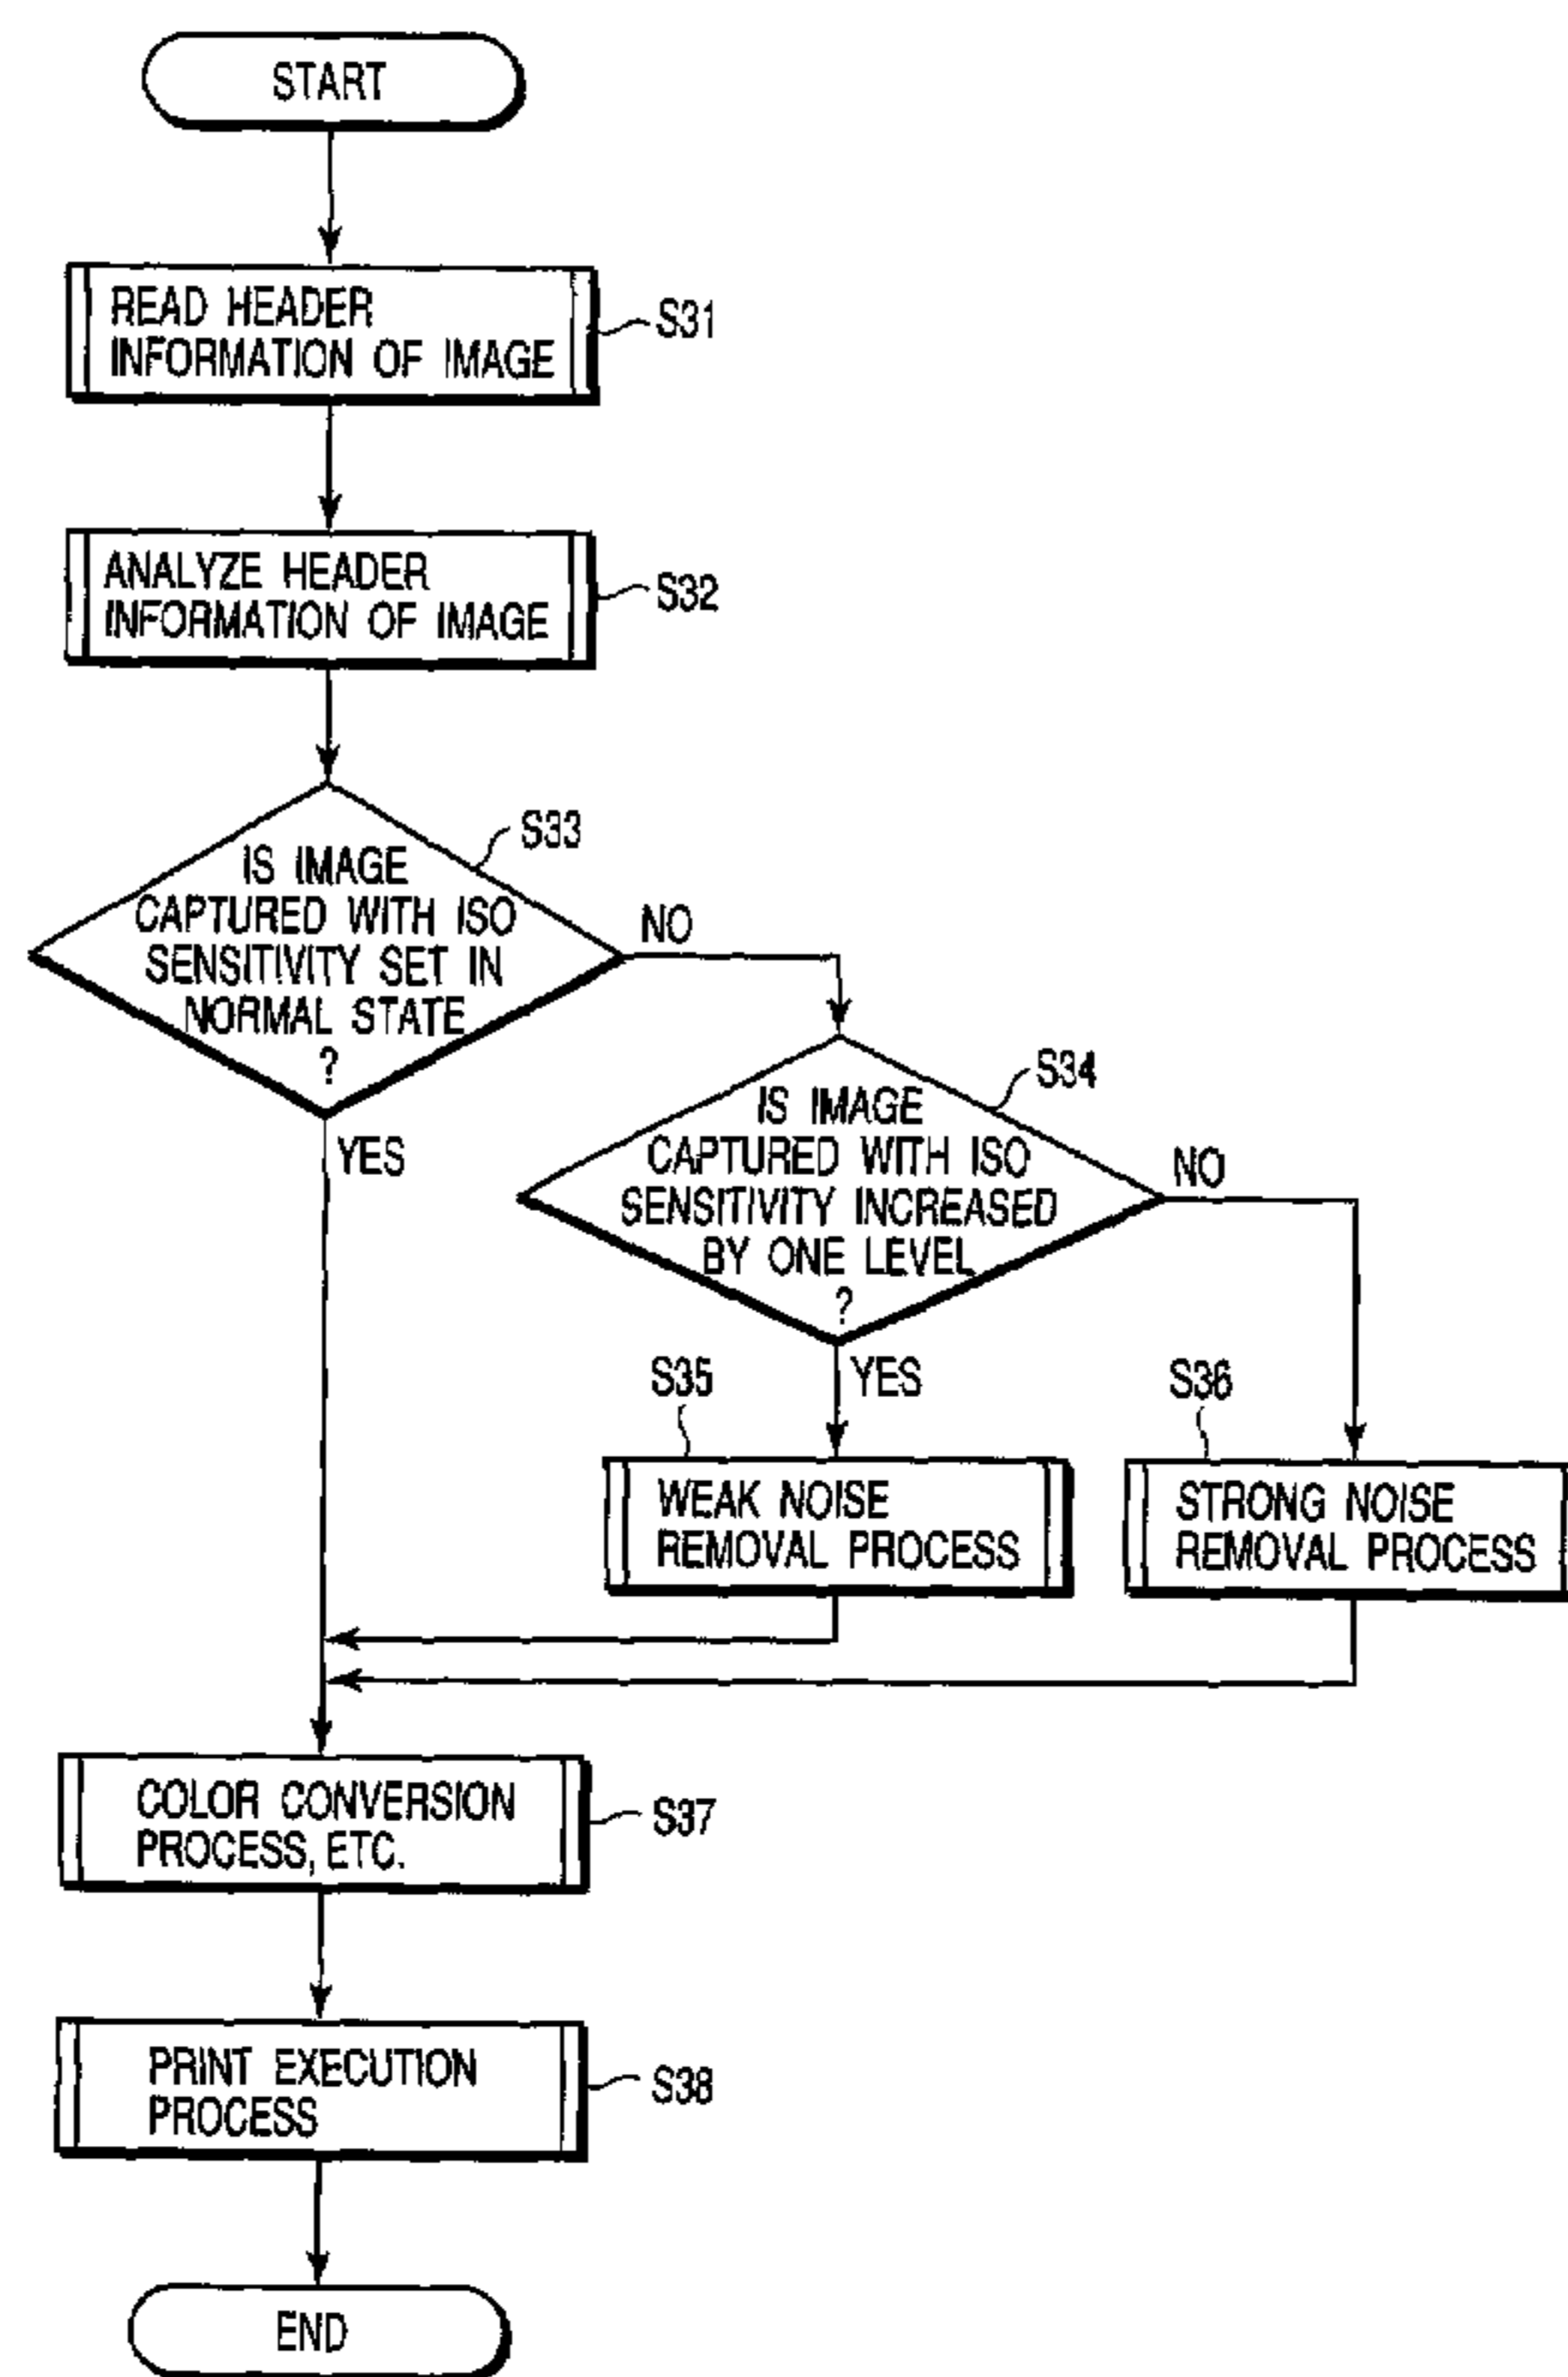 START
READ HEADER
INFORMATION OF IMAGE
S31
ANALYZE HEADER
INFORMATION OF IMAGE
S32
S33
IS IMAGE
CAPTURED WITH ISO
SENSITIVITY SET IN
NORMAL STATE
?
NO
YES
S34
IS IMAGE
CAPTURED WITH ISO
SENSITIVITY INCREASED
BY ONE LEVEL
?
NO
YES
S35
WEAK NOISE
REMOVAL PROCESS
S36
STRONG NOISE
REMOVAL PROCESS
COLOR CONVERSION
PROCESS, ETC.
S37
PRINT EXECUTION
PROCESS
S38
END